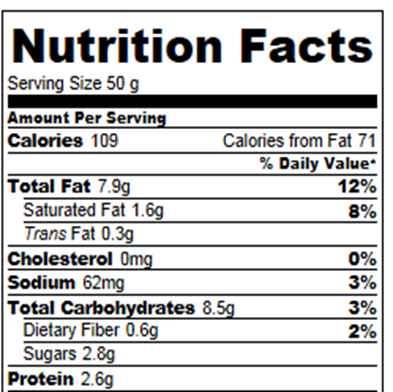 Nutrition Facts
Serving Size 50 g
Amount Per Serving
Calories 109 Calories from Fat 71
% Daily Value*
Total Fat 7.9g 12%
Saturated Fat 1.6g 8%
Trans Fat 0.3g
Cholesterol 0mg 0%
Sodium 62mg 3%
Total Carbohydrates 8.5g 3%
Dietary Fiber 0.6g 2%
Sugars 2.8g
Protein 2.6g